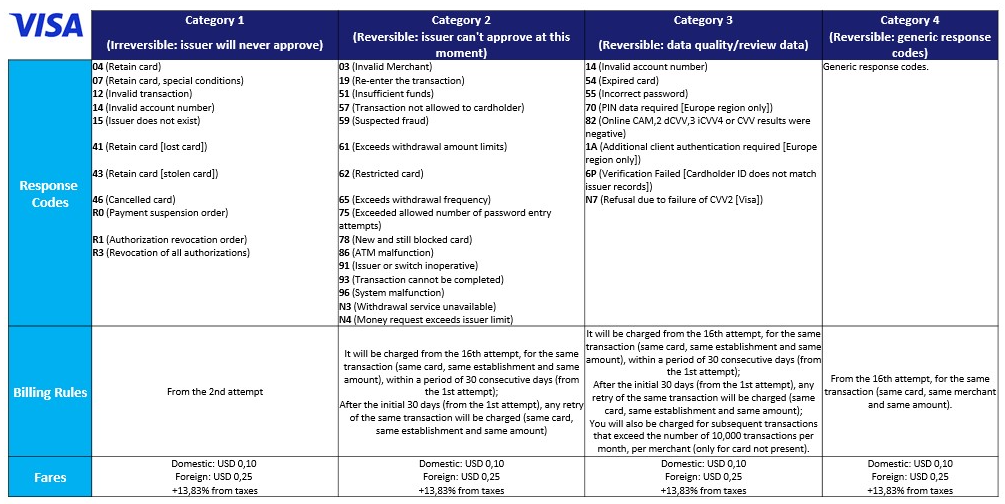 VISA
Category 1
(Irreversible: issuer will never approve)
Category 2
(Reversible: issuer can't approve at this
moment)
Category 3
(Reversible: data quality/review data)
Category 4
(Reversible: generic response
codes)
Response
Codes
04 (Retain card)
07 (Retain card, special conditions)
12 (Invalid transaction)
14 (Invalid account number)
15 (Issuer does not exist)
41 (Retain card [lost card])
43 (Retain card [stolen card])
46 (Cancelled card)
R0 (Payment suspension order)
R1 (Authorization revocation order)
R3 (Revocation of all authorizations)
03 (Invalid Merchant)
19 (Re-enter the transaction)
51 (Insufficient funds)
57 (Transaction not allowed to cardholder)
59 (Suspected fraud)
61 (Exceeds withdrawal amount limits)
62 (Restricted card)
65 (Exceeds withdrawal frequency)
75 (Exceeded allowed number of password entry
attempts)
78 (New and still blocked card)
86 (ATM malfunction)
91 (Issuer or switch inoperative)
93 (Transaction cannot be completed)
96 (System malfunction)
N3 (Withdrawal service unavailable)
N4 (Money request exceeds issuer limit)
14 (Invalid account number)
54 (Expired card)
55 (Incorrect password)
70 (PIN data required [Europe region only])
82 (Online CAM,2 dCVV,3 iCVV4 or CVV results were
negative)
1A (Additional client authentication required [Europe
region only])
6P (Verification Failed [Cardholder ID does not match
issuer records])
N7 (Refusal due to failure of CVV2 [Visa])
Generic response codes.
Billing Rules
From the 2nd attempt
It will be charged from the 16th attempt, for the same
transaction (same card, same establishment and same
amount), within a period of 30 consecutive days (from
the 1st attempt);
After the initial 30 days (from the 1st attempt), any retry
of the same transaction will be charged (same card,
same establishment and same amount)
It will be charged from the 16th attempt, for the same
transaction (same card, same establishment and same
amount), within a period of 30 consecutive days (from
the 1st attempt);
After the initial 30 days (from the 1st attempt), any
retry of the same transaction will be charged (same
card, same establishment and same amount);
You will also be charged for subsequent transactions
that exceed the number of 10,000 transactions per
month, per merchant (only for card not present).
From the 16th attempt, for the same
transaction (same card, same merchant
and same amount).
Fares
Domestic: USD 0,10
Foreign: USD 0,25
+13,83% from taxes
Domestic: USD 0,10
Foreign: USD 0,25
+13,83% from taxes
Domestic: USD 0,10
Foreign: USD 0,25
+13,83% from taxes
Domestic: USD 0,10
Foreign: USD 0,25
+13,83% from taxes